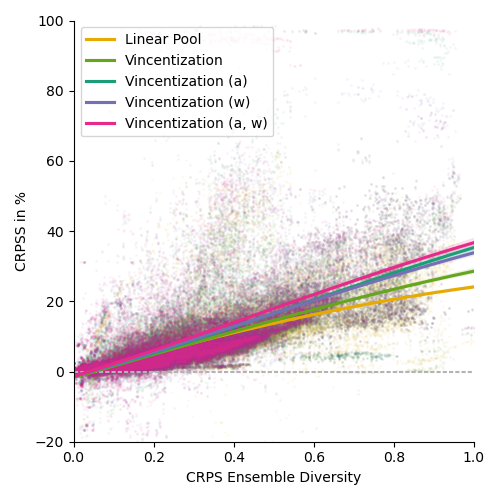 100
80
60
40
20
0
−20
0.0 0.2 0.4 0.6 0.8 1.0
CRPS Ensemble Diversity
CRPSS in %
Linear Pool
Vincentization
Vincentization (a)
Vincentization (w)
Vincentization (a, w)